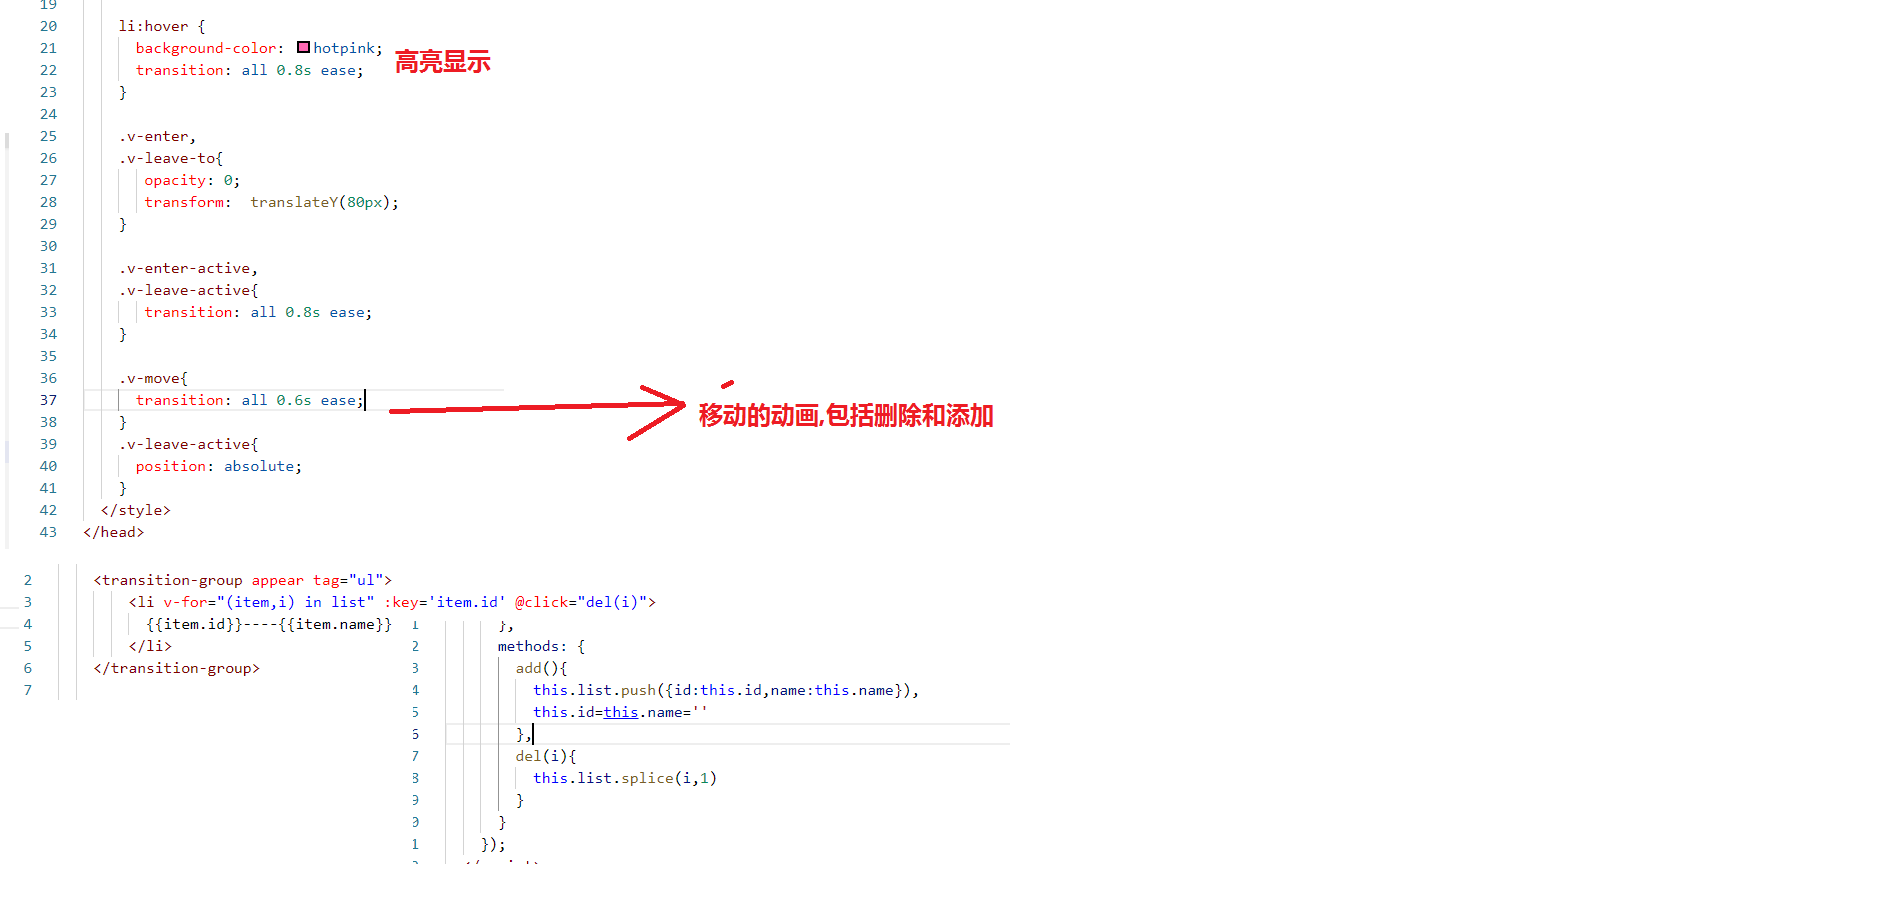 19
20 li:hover {
21 background-color: hotpink;
22 transition: all 0.8s ease;
高亮显示
23 }
24
25 .v-enter,
26 .v-leave-to{
27 opacity: 0;
28 transform:  translateY(80px);
29 }
30
31 .v-enter-active,
32 .v-leave-active{
33 transition: all 0.8s ease;
34 }
35
36 .v-move{
37 transition: all 0.6s ease;
移动的动画,包括删除和添加
38 }
39 .v-leave-active{
40 position: absolute;
41 }
42 </style>
43 </head>
2 <transition-group appear tag="ul">
3 <li v-for="(item,i) in list" :key='item.id' @click="del(i)">
4 {{item.id}}----{{item.name}}
5 </li>
6 </transition-group>
7
1 },
2 methods: {
3 add(){
4 this.list.push({id:this.id,name:this.name}),
5 this.id=this.name=''
6 },
7 del(i){
8 this.list.splice(i,1)
9 }
0 }
1 });